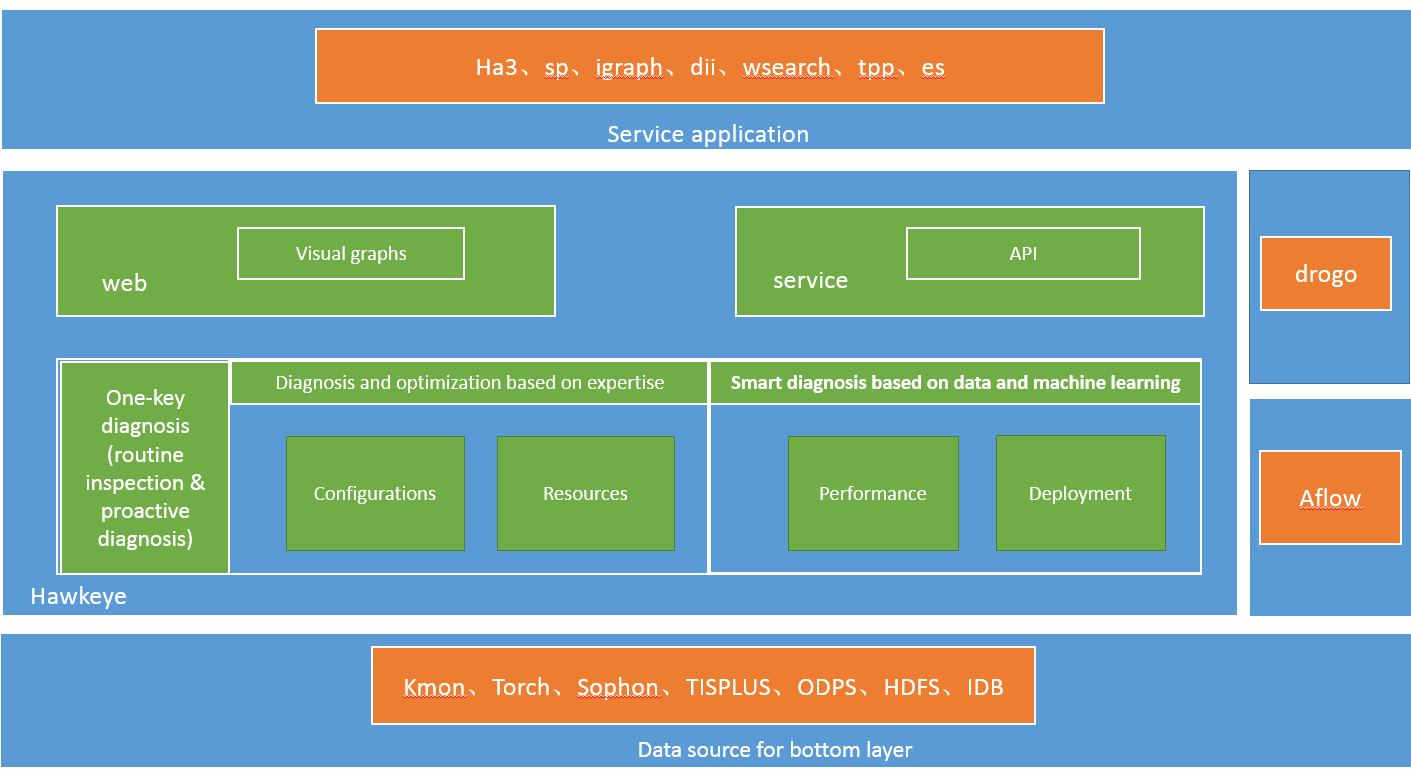 Ha3、sp、igraph、dii、wsearch、tpp、es
Service application
web
Visual graphs
service
API
drogo
One-key
diagnosis
(routine
inspection &
proactive
diagnosis)
Diagnosis and optimization based on expertise
Configurations
Resources
Smart diagnosis based on data and machine learning
Performance
Deployment
Aflow
Hawkeye
Kmon、Torch、Sophon、TISPLUS、ODPS、HDFS、IDB
Data source for bottom layer